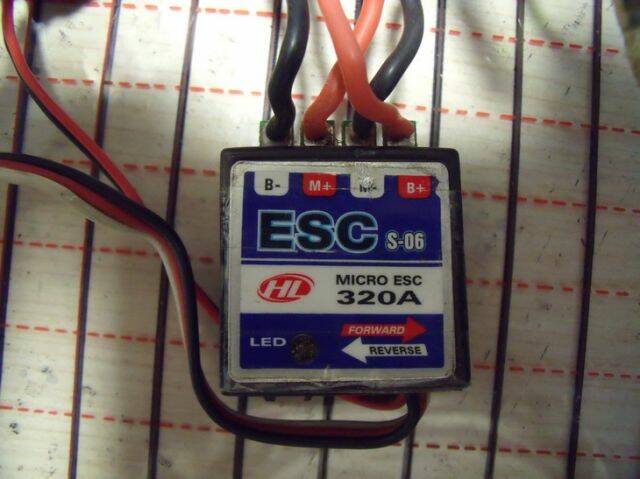 B- M+ M- B+
ESC S-06
HL MICRO ESC
320A
FORWARD
LED
REVERSE